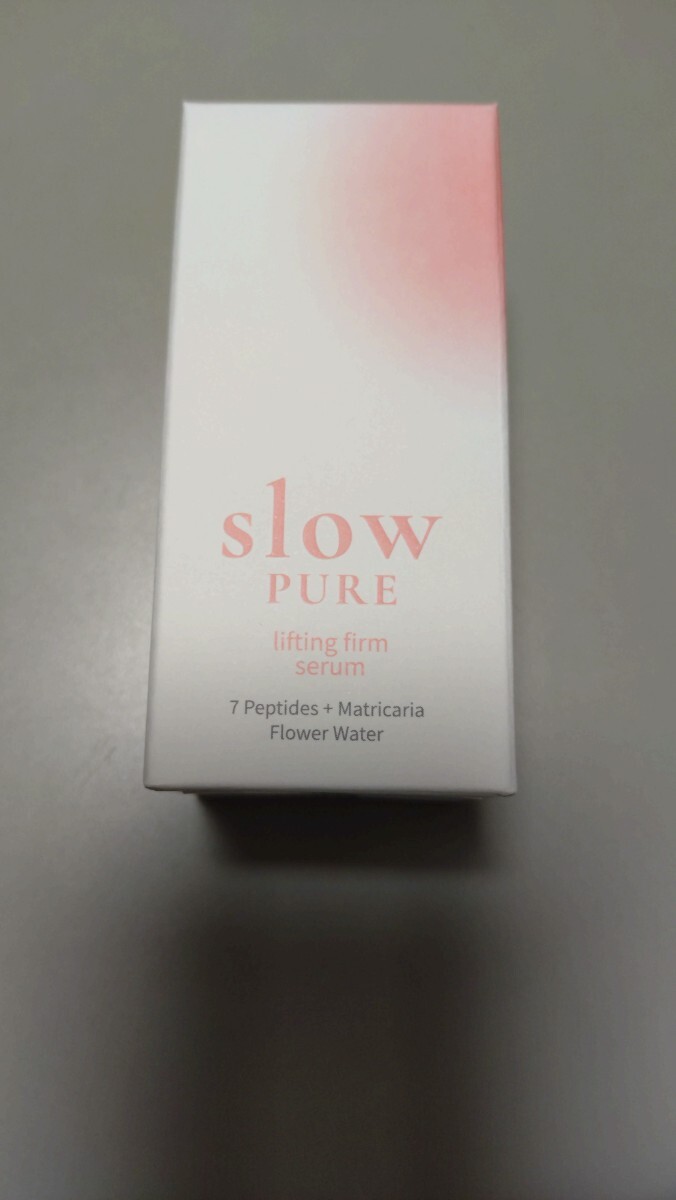 slow
PURE
lifting firm
serum
7 Peptides + Matricaria
Flower Water